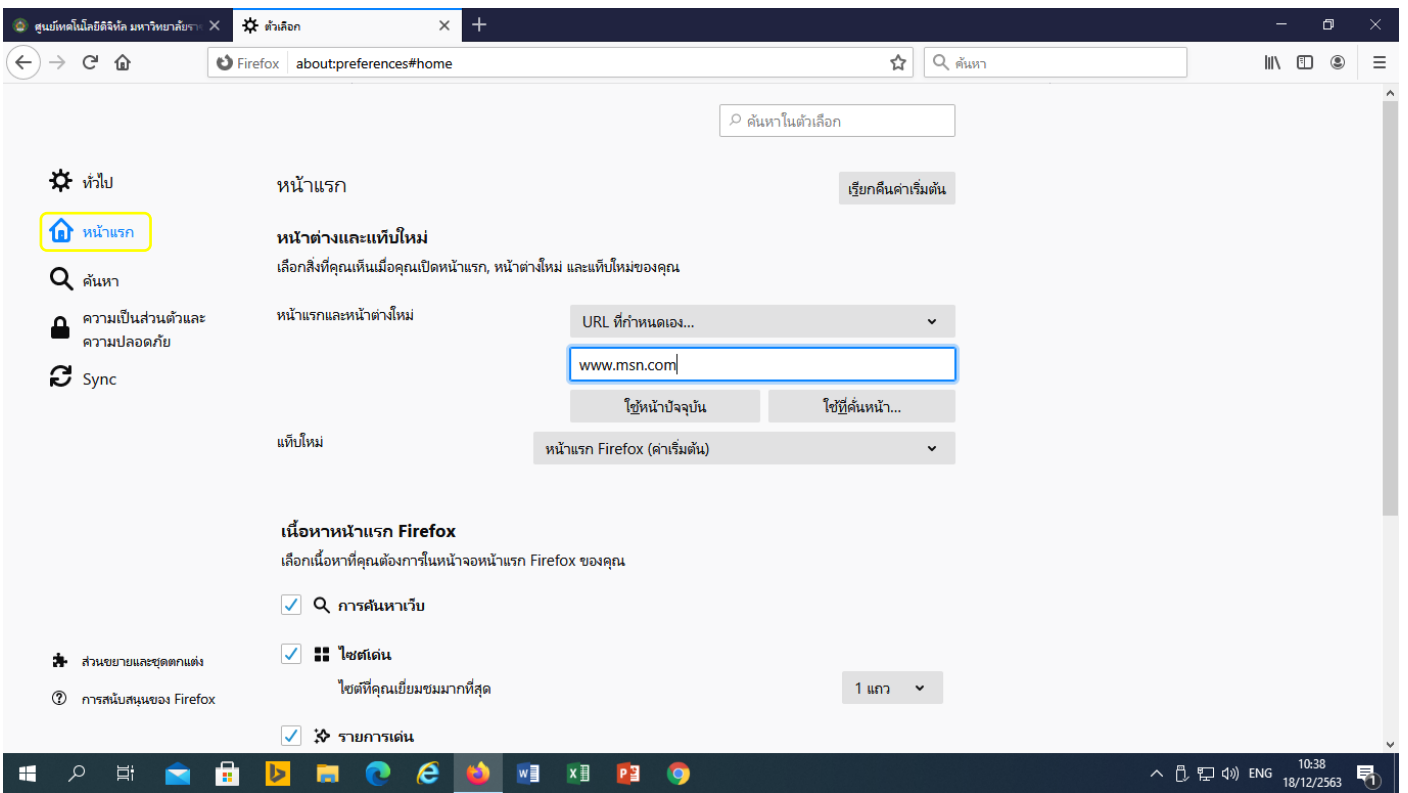 ศูนย์เทคโนโลยีดิจิทัล มหาวิทยาลัยรา
ตัวเลือก
Firefox about:preferences#home
ค้นหา
ค้นหาในตัวเลือก
ทั่วไป
หน้าแรก
เรียกคืนค่าเริ่มต้น
หน้าแรก
หน้าต่างและแท็บใหม่
เลือกสิ่งที่คุณเห็นเมื่อคุณเปิดหน้าแรก, หน้าต่างใหม่ และแท็บใหม่ของคุณ
ค้นหา
ความเป็นส่วนตัวและ
ความปลอดภัย
Sync
หน้าแรกและหน้าต่างใหม่
URL ที่กำหนดเอง...
www.msn.com
ใช้หน้าปัจจุบัน
ใช้ที่คั่นหน้า...
แท็บใหม่
หน้าแรก Firefox (ค่าเริ่มต้น)
เนื้อหาหน้าแรก Firefox
เลือกเนื้อหาที่คุณต้องการในหน้าจอหน้าแรก Firefox ของคุณ
การค้นหาเว็บ
ไซต์เด่น
ไซต์ที่คุณเยี่ยมชมมากที่สุด
1 แถว
รายการเด่น
ส่วนขยายและชุดตกแต่ง
การสนับสนุนของ Firefox
ENG
10:38
18/12/2563